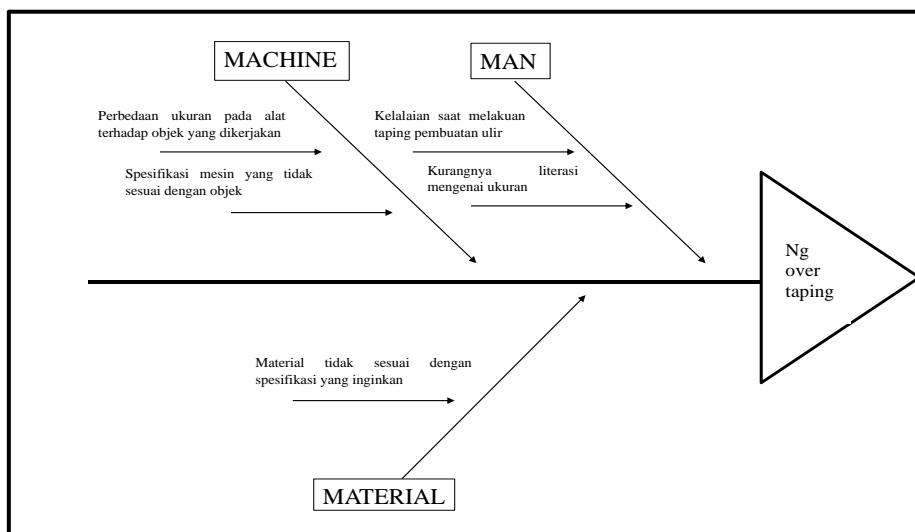 MACHINE
MAN
Perbedaan ukuran pada alat
terhadap objek yang dikerjakan
Kelalaian saat melakuan
taping pembuatan ulir
Spesifikasi mesin yang tidak
sesuai dengan objek
Kurangnya literasi
mengenai ukuran
Ng
over
taping
Material tidak sesuai dengan
spesifikasi yang inginkan
MATERIAL